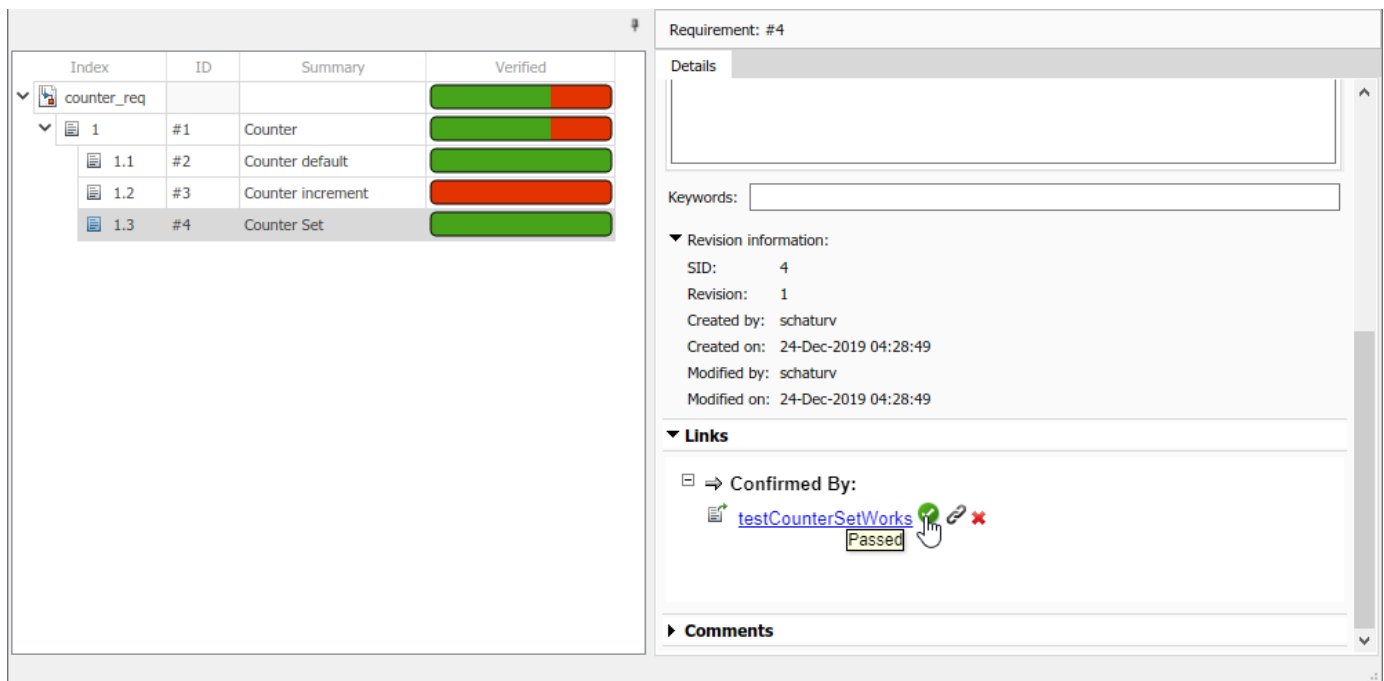 Index ID Summary Verified
counter_req
1 #1 Counter
1.1 #2 Counter default
1.2 #3 Counter increment
1.3 #4 Counter Set
Requirement: #4
Details
Keywords:
Revision information:
SID: 4
Revision: 1
Created by: schaturv
Created on: 24-Dec-2019 04:28:49
Modified by: schaturv
Modified on: 24-Dec-2019 04:28:49
Links
Confirmed By:
testCounterSetWorks
Passed
Comments